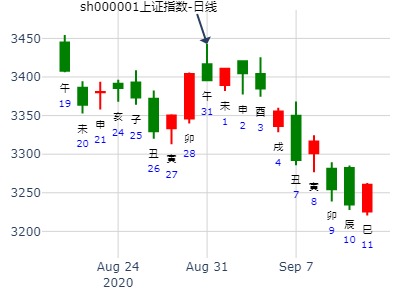 sh000001上证指数-日线
3450
3400
3350
3300
3250
3200
午
19
未
20
申
21
亥
24
子
25
丑
26
寅
27
卯
28
午
31
未
1
申
2
酉
3
戌
4
丑
7
寅
8
卯
9
辰
10
巳
11
Aug 24
2020
Aug 31
Sep 7